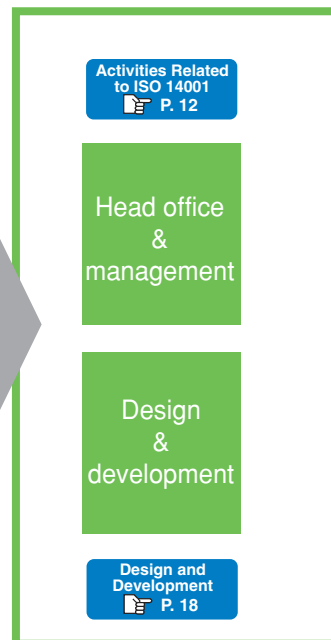 Activities Related
to ISO 14001
P. 12
Head office
&
management
Design
&
development
Design and
Development
P. 18